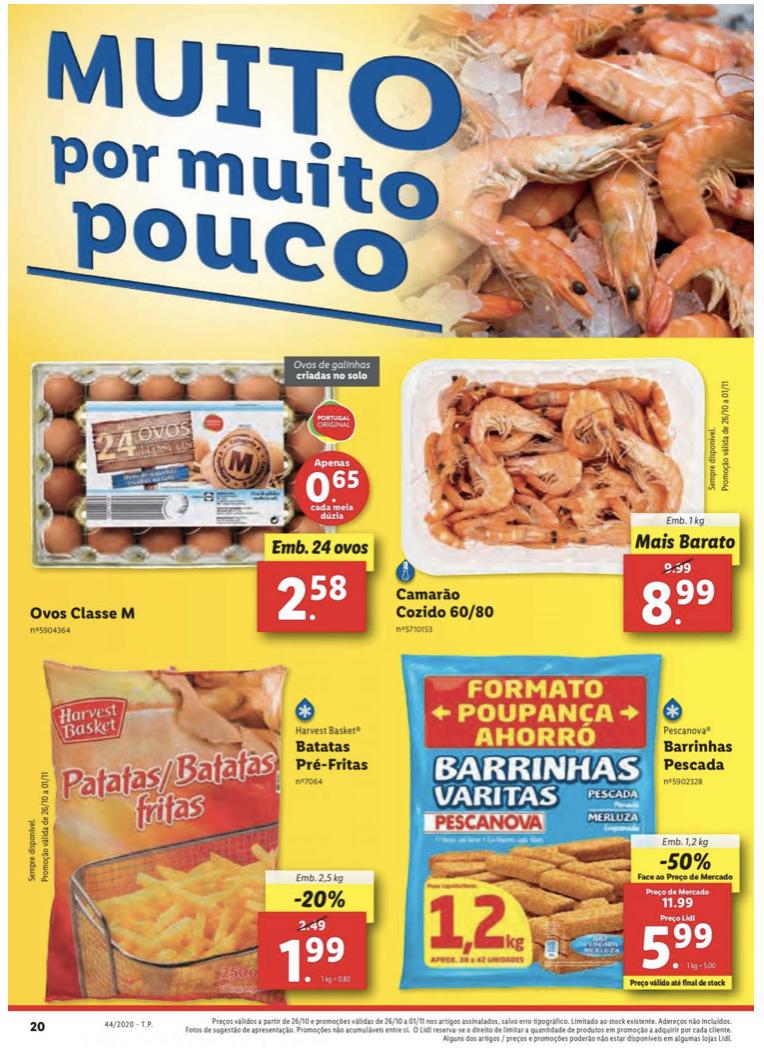 MUITO
por muito
pouco
Ovos de galinhas
criadas no solo
PORTUGAL
ORIGINAL
24 OVOS
M
Apenas
0.65
cada meia
dúzia
Emb. 24 ovos
2.58
Ovos Classe M
nº5904364
Sempre disponível.
Promoção válida de 26/10 a 01/11
Emb. 1 kg
Mais Barato
9.99
8.99
Camarão
Cozido 60/80
nº5710153
Harvest
Basket
Patatas/Batatas
fritas
Harvest Basket®
Batatas
Pré-Fritas
nº7064
Sempre disponível.
Promoção válida de 26/10 a 01/11
Emb. 2,5 kg
-20%
2.49
1.99
1 kg = 0.80
FORMATO
POUPANÇA
AHORRO
BARRINHAS
VARITAS
PESCADA
PESCANOVA
MERLUZA
Empanada
1,2kg
APROX. 38 a 42 UNIDADES
Pescanova®
Barrinhas
Pescada
nº5902328
Emb. 1,2 kg
-50%
Face ao Preço de Mercado
Preço de Mercado
11.99
Preço Lidl
5.99
1 kg = 5.00
Preço válido até final de stock
20
44/2020 - T.P.
Preços válidos a partir de 26/10 e promoções válidas de 26/10 a 01/11 nos artigos assinalados, salvo erro tipográfico. Limitado ao stock existente. Adereços não incluídos.
Fotos de sugestão de apresentação. Promoções não acumuláveis entre si. O Lidl reserva-se o direito de limitar a quantidade de produtos em promoção a adquirir por cada cliente.
Alguns dos artigos / preços e promoções poderão não estar disponíveis em algumas lojas Lidl.